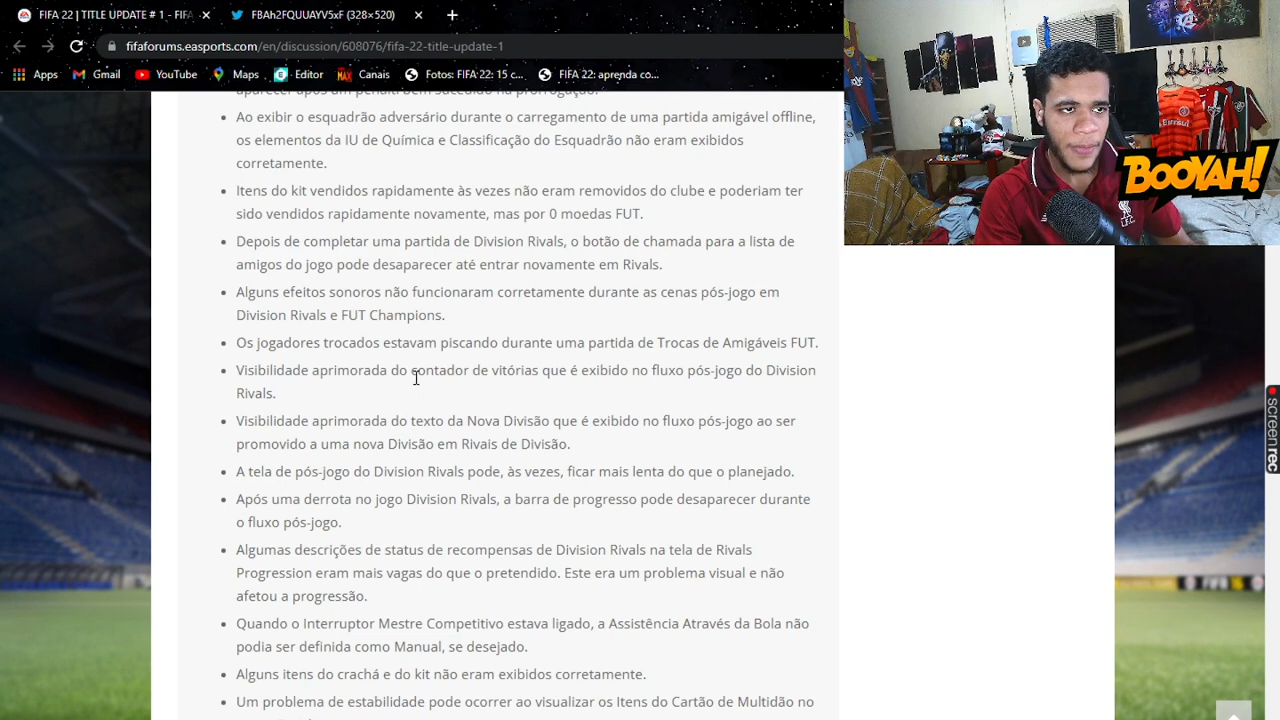 FIFA 22 | TITLE UPDATE # 1 - FIFA
FBAh2FQUUAYV5xF (328×520)
fifaforums.easports.com/en/discussion/608076/fifa-22-title-update-1
Apps
Gmail
YouTube
Maps
Editor
Canais
Fotos: FIFA 22: 15 c...
FIFA 22: aprenda co...
aparecer após um pênalti bem sucedido na prorrogação.
Ao exibir o esquadrão adversário durante o carregamento de uma partida amigável offline,
os elementos da IU de Química e Classificação do Esquadrão não eram exibidos
corretamente.
Itens do kit vendidos rapidamente às vezes não eram removidos do clube e poderiam ter
sido vendidos rapidamente novamente, mas por 0 moedas FUT.
Depois de completar uma partida de Division Rivals, o botão de chamada para a lista de
amigos do jogo pode desaparecer até entrar novamente em Rivals.
Alguns efeitos sonoros não funcionaram corretamente durante as cenas pós-jogo em
Division Rivals e FUT Champions.
Os jogadores trocados estavam piscando durante uma partida de Trocas de Amigáveis FUT.
Visibilidade aprimorada do contador de vitórias que é exibido no fluxo pós-jogo do Division
Rivals.
Visibilidade aprimorada do texto da Nova Divisão que é exibido no fluxo pós-jogo ao ser
promovido a uma nova Divisão em Rivais de Divisão.
A tela de pós-jogo do Division Rivals pode, às vezes, ficar mais lenta do que o planejado.
Após uma derrota no jogo Division Rivals, a barra de progresso pode desaparecer durante
o fluxo pós-jogo.
Algumas descrições de status de recompensas de Division Rivals na tela de Rivals
Progression eram mais vagas do que o pretendido. Este era um problema visual e não
afetou a progressão.
Quando o Interruptor Mestre Competitivo estava ligado, a Assistência Através da Bola não
podia ser definida como Manual, se desejado.
Alguns itens do crachá e do kit não eram exibidos corretamente.
Um problema de estabilidade pode ocorrer ao visualizar os Itens do Cartão de Multidão no
BOOYAH!
L.F.C.
screenrec